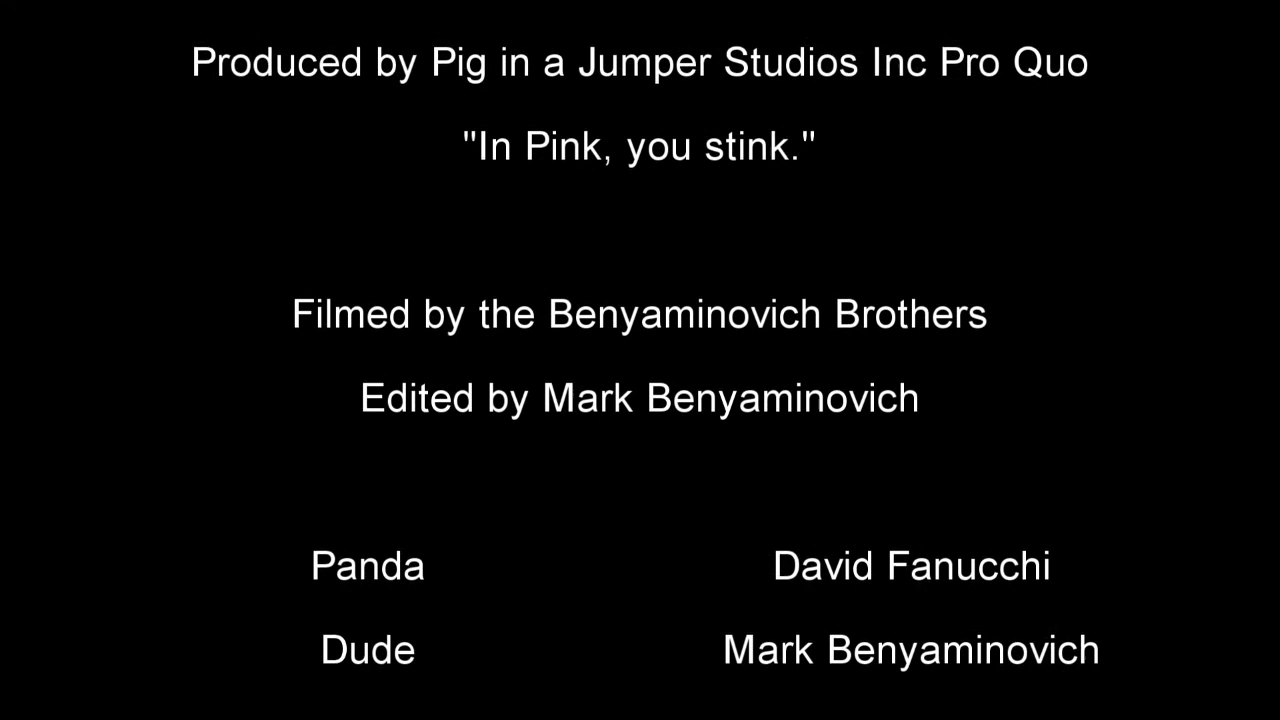 Produced by Pig in a Jumper Studios Inc Pro Quo
"In Pink, you stink."
Filmed by the Benyaminovich Brothers
Edited by Mark Benyaminovich
Panda David Fanucchi
Dude Mark Benyaminovich